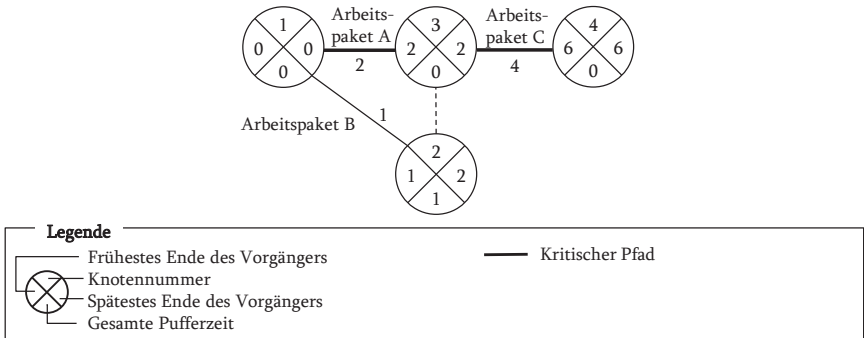 Arbeits-
paket A
Arbeits-
paket C
1
0 0
0
3
2 2
0
4
6 6
0
2
4
Arbeitspaket B
1
2
1 2
1
Legende
Frühestes Ende des Vorgängers
Knotennummer
Spätestes Ende des Vorgängers
Gesamte Pufferzeit
Kritischer Pfad